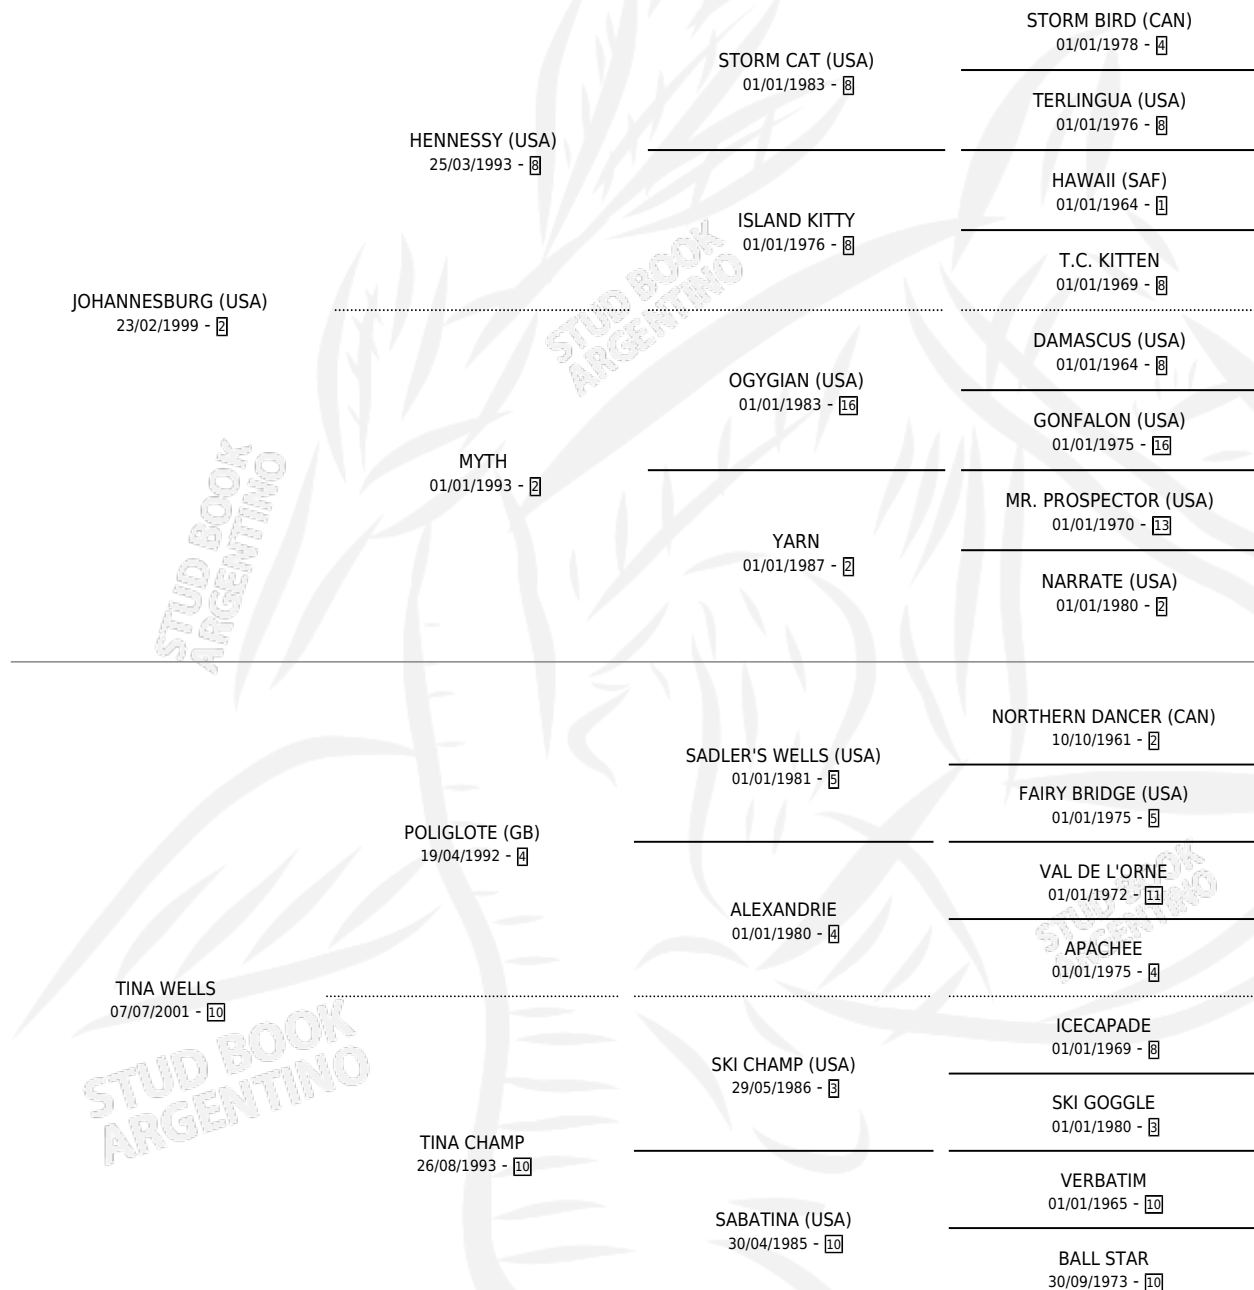 STORM BIRD (CAN)
01/01/1978 - 4
STORM CAT (USA)
01/01/1983 - 8
TERLINGUA (USA)
01/01/1976 - 8
HENNESSY (USA)
25/03/1993 - 8
HAWAII (SAF)
01/01/1964 - 1
ISLAND KITTY
01/01/1976 - 8
T.C. KITTEN
01/01/1969 - 8
JOHANNESBURG (USA)
23/02/1999 - 2
DAMASCUS (USA)
01/01/1964 - 8
OGYGIAN (USA)
01/01/1983 - 16
GONFALON (USA)
01/01/1975 - 16
MYTH
01/01/1993 - 2
MR. PROSPECTOR (USA)
01/01/1970 - 13
YARN
01/01/1987 - 2
NARRATE (USA)
01/01/1980 - 2
NORTHERN DANCER (CAN)
10/10/1961 - 2
SADLER'S WELLS (USA)
01/01/1981 - 5
FAIRY BRIDGE (USA)
01/01/1975 - 5
POLIGLOTE (GB)
19/04/1992 - 4
VAL DE L'ORNE
01/01/1972 - 11
ALEXANDRIE
01/01/1980 - 4
APACHEE
01/01/1975 - 4
TINA WELLS
07/07/2001 - 10
ICECAPADE
01/01/1969 - 8
SKI CHAMP (USA)
29/05/1986 - 3
SKI GOGGLE
01/01/1980 - 3
TINA CHAMP
26/08/1993 - 10
VERBATIM
01/01/1965 - 10
SABATINA (USA)
30/04/1985 - 10
BALL STAR
30/09/1973 - 10
STUD BOOK
ARGENTINO
STUD BOOK
ARGENTINO
STUD BOOK
ARGENTINO
STUD BOOK
ARGENTINO